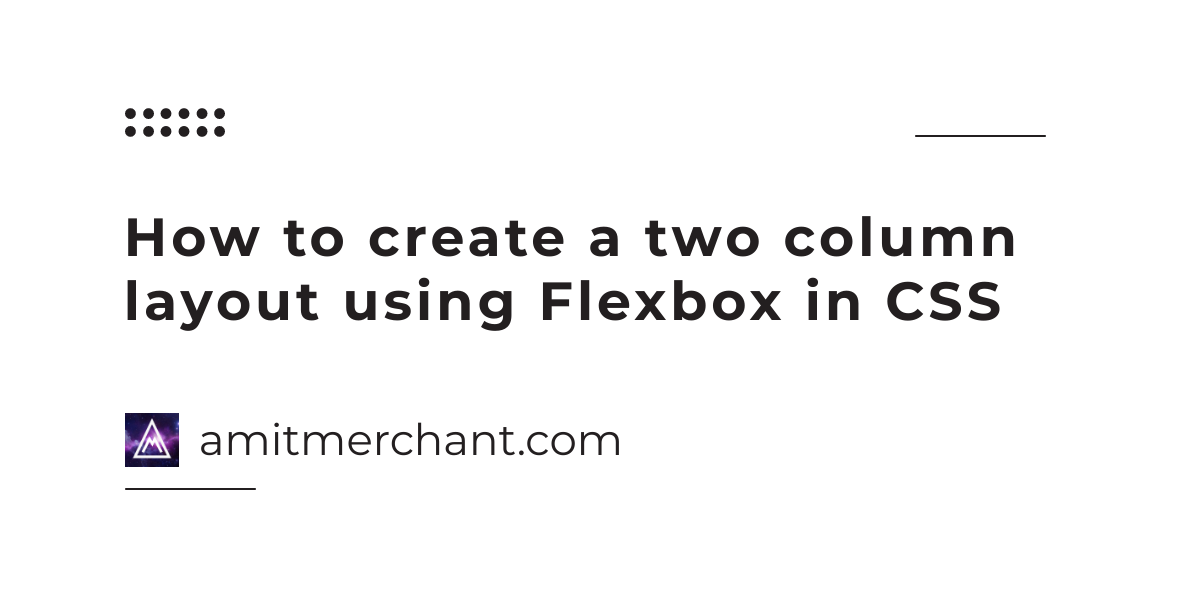 How to create a two column
layout using Flexbox in CSS
amitmerchant.com